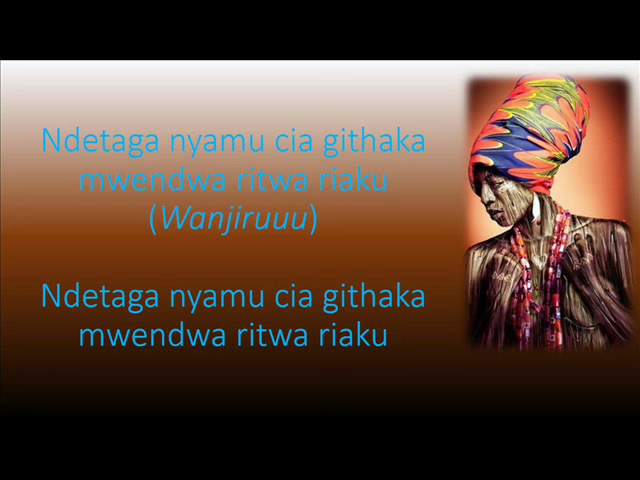 Ndetaga nyamu cia githaka
mwendwa ritwa riaku
(Wanjiruuu)
Ndetaga nyamu cia githaka
mwendwa ritwa riaku